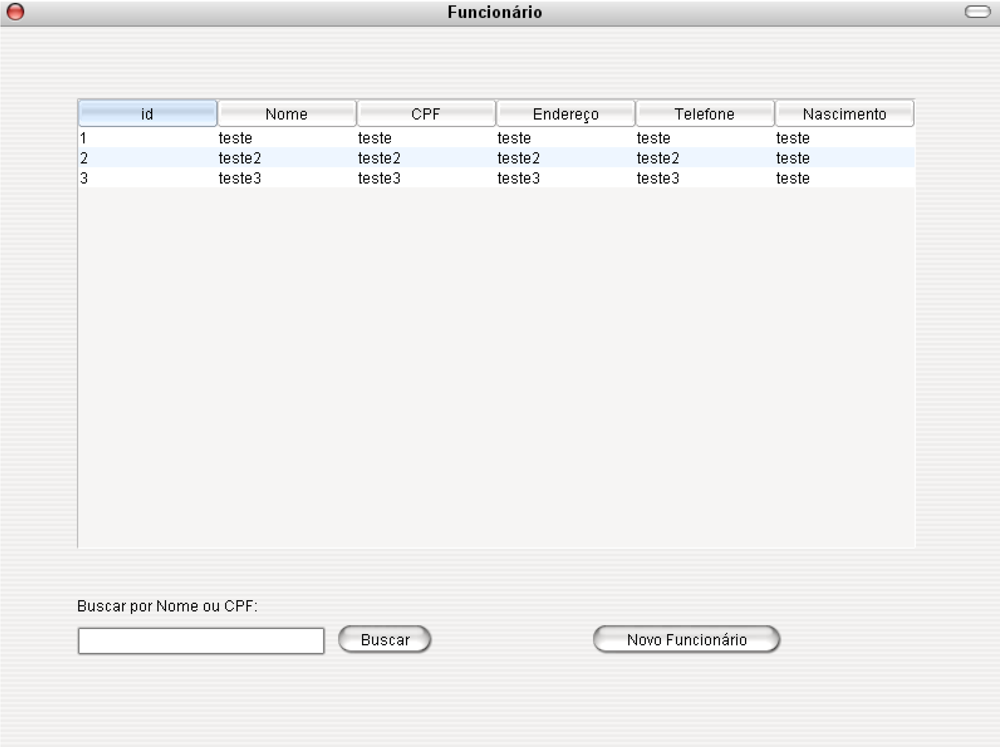 Funcionário
id Nome CPF Endereço Telefone Nascimento
1 teste teste teste teste teste
2 teste2 teste2 teste2 teste2 teste
3 teste3 teste3 teste3 teste3 teste
Buscar por Nome ou CPF:
Buscar Novo Funcionário